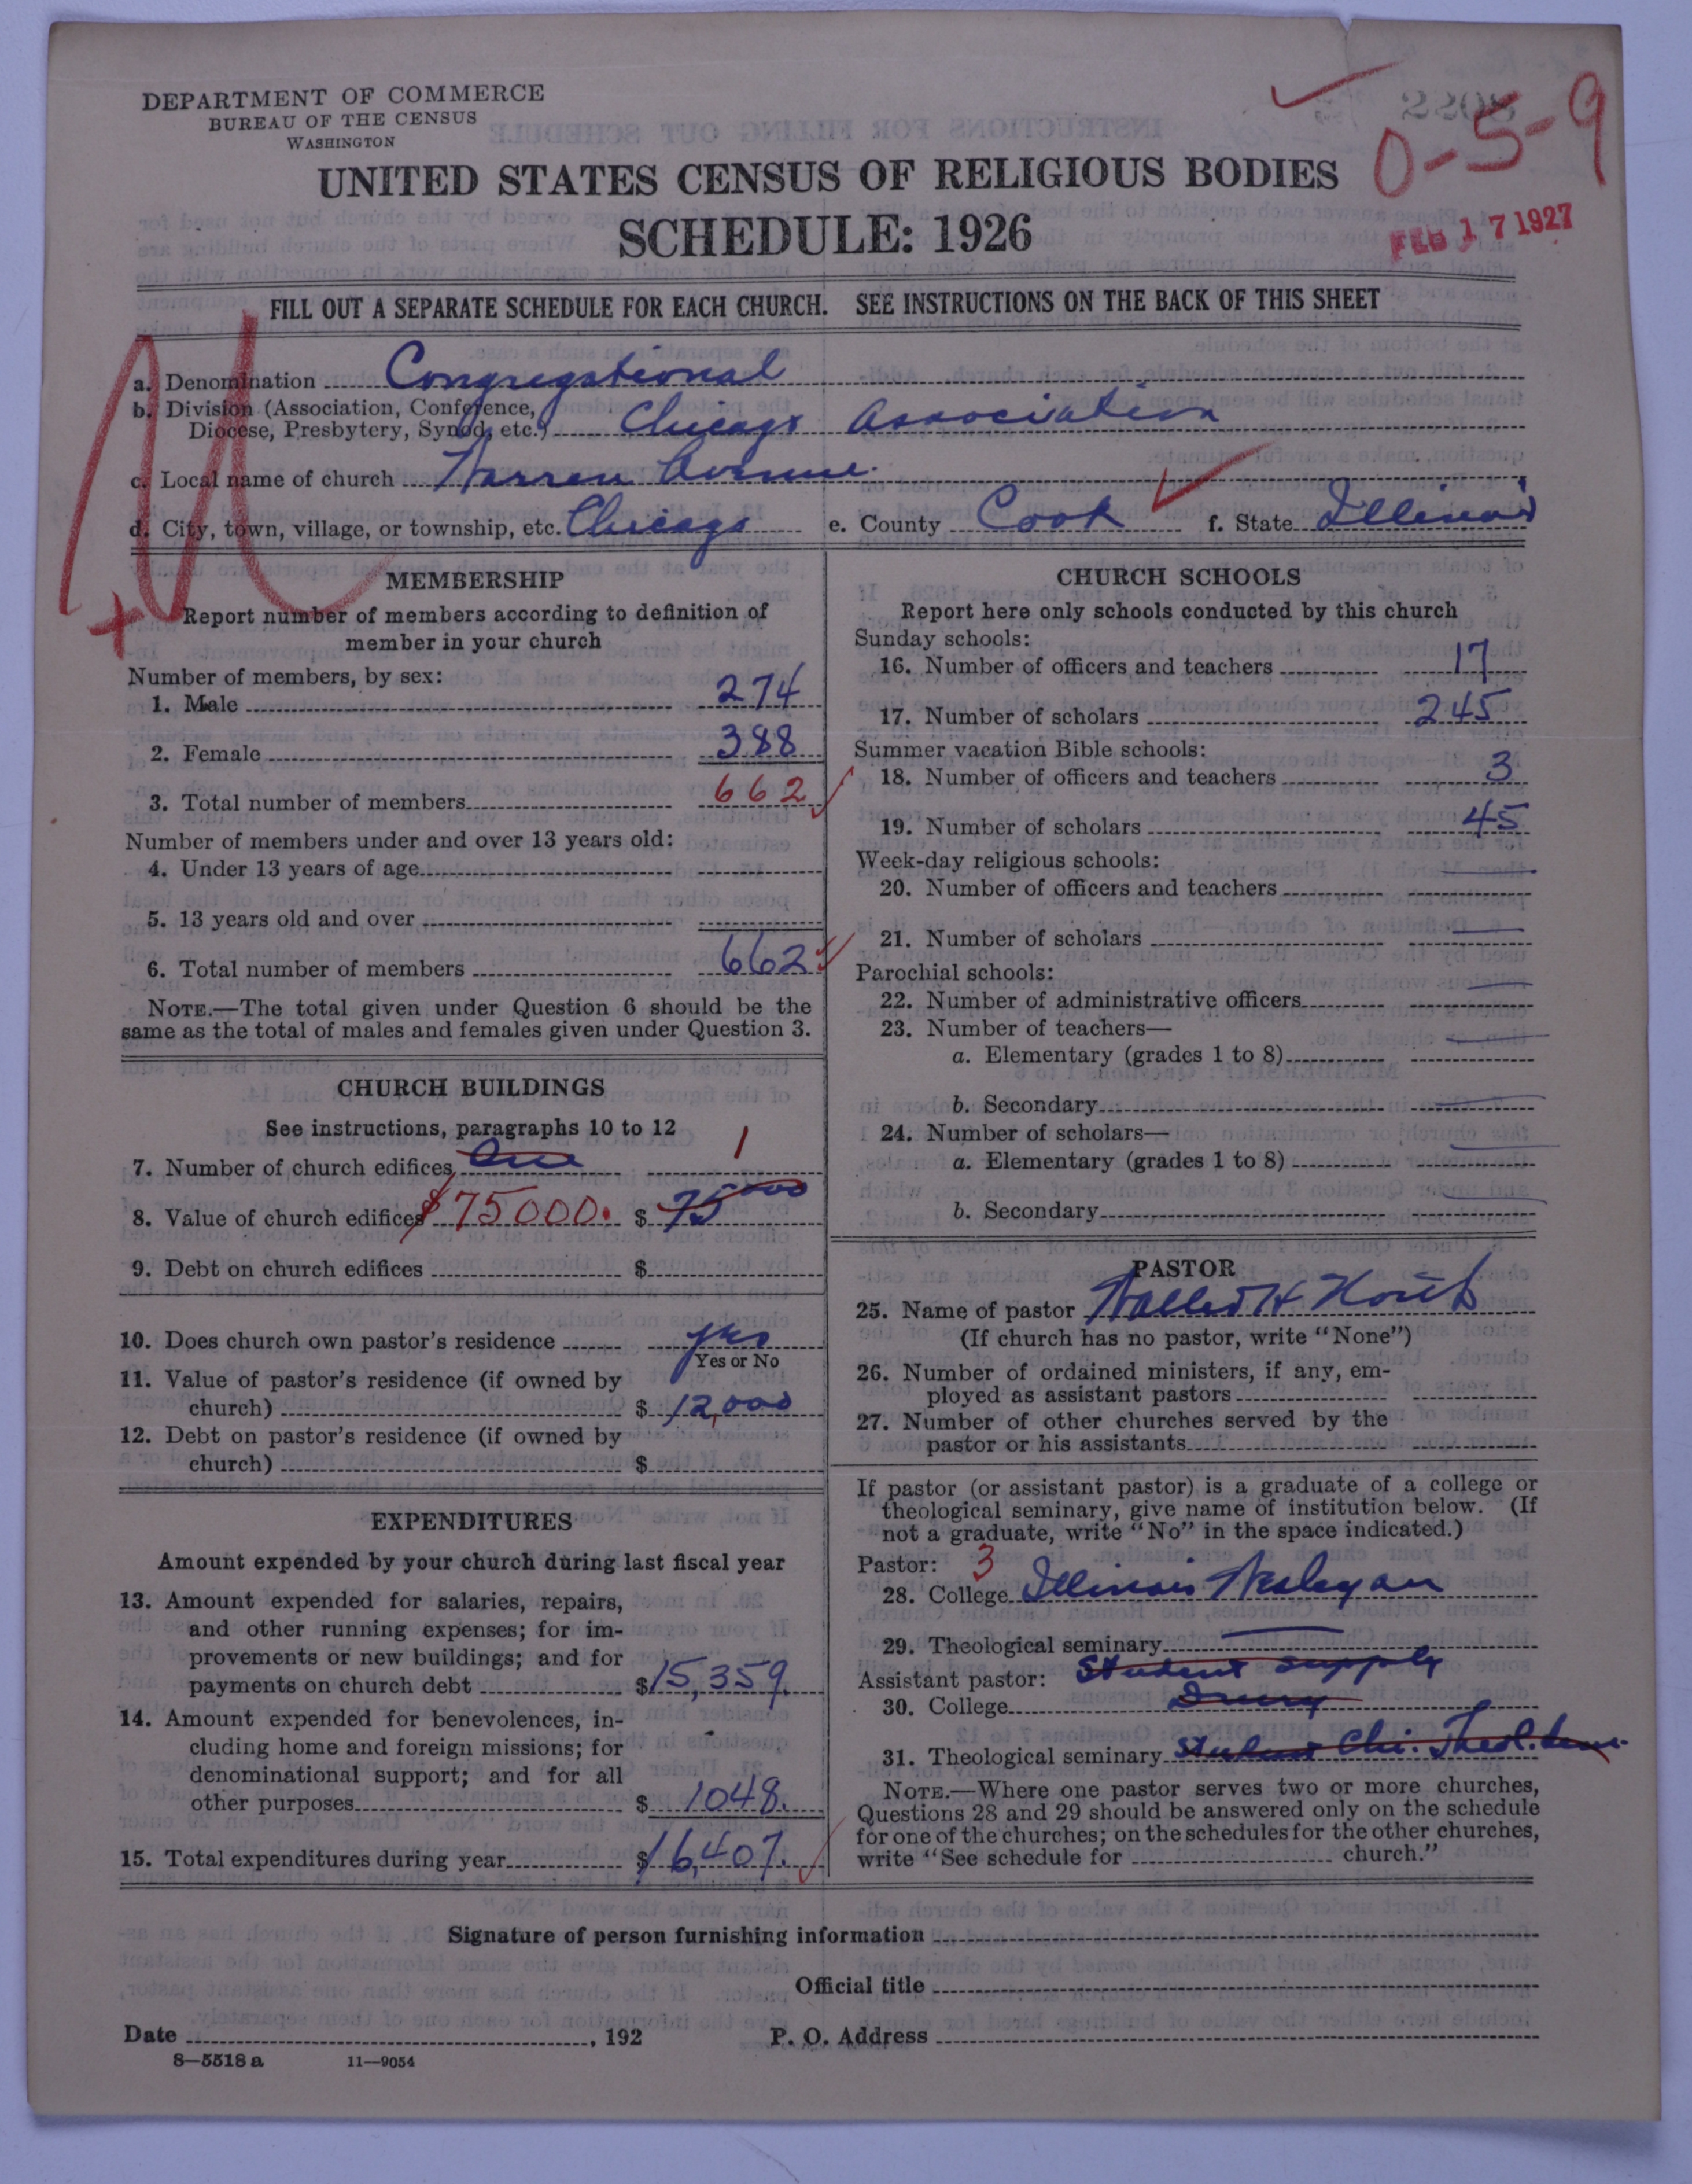 DEPARTMENT OF COMMERCE
BUREAU OF THE CENSUS
WASHINGTON
0-5-9
UNITED STATES CENSUS OF RELIGIOUS BODIES
SCHEDULE: 1926
FEB 17 1927
FILL OUT A SEPARATE SCHEDULE FOR EACH CHURCH. SEE INSTRUCTIONS ON THE BACK OF THIS SHEET
a. Denomination Congregational
b. Division (Association, Conference,
Diocese, Presbytery, Synod, etc.) Chicago Association
c. Local name of church Warren Avenue.
d. City, town, village, or township, etc. Chicago e. County Cook f. State Illinois
MEMBERSHIP
Report number of members according to definition of
member in your church
Number of members, by sex:
1. Male 274
2. Female 388
3. Total number of members 662
Number of members under and over 13 years old:
4. Under 13 years of age
5. 13 years old and over
6. Total number of members 662
NOTE.—The total given under Question 6 should be the
same as the total of males and females given under Question 3.
CHURCH BUILDINGS
See instructions, paragraphs 10 to 12
7. Number of church edifices One 1
8. Value of church edifices $75000. $ 75000
9. Debt on church edifices $
10. Does church own pastor's residence yes
Yes or No
11. Value of pastor's residence (if owned by
church) $ 12,000
12. Debt on pastor's residence (if owned by
church) $
EXPENDITURES
Amount expended by your church during last fiscal year
13. Amount expended for salaries, repairs,
and other running expenses; for im-
provements or new buildings; and for
payments on church debt $15,359.
14. Amount expended for benevolences, in-
cluding home and foreign missions; for
denominational support; and for all
other purposes $ 1048.
15. Total expenditures during year $16,407.
CHURCH SCHOOLS
Report here only schools conducted by this church
Sunday schools:
16. Number of officers and teachers 17
17. Number of scholars 245
Summer vacation Bible schools:
18. Number of officers and teachers 3
19. Number of scholars 45
Week-day religious schools:
20. Number of officers and teachers
21. Number of scholars
Parochial schools:
22. Number of administrative officers
23. Number of teachers—
a. Elementary (grades 1 to 8)
b. Secondary
24. Number of scholars—
a. Elementary (grades 1 to 8)
b. Secondary
PASTOR
25. Name of pastor H
(If church has no pastor, write "None")
26. Number of ordained ministers, if any, em-
ployed as assistant pastors
27. Number of other churches served by the
pastor or his assistants
If pastor (or assistant pastor) is a graduate of a college or
theological seminary, give name of institution below. (If
not a graduate, write "No" in the space indicated.)
Pastor: 3
28. College Illinois Wesleyan
29. Theological seminary
Assistant pastor: Student supply
30. College Drury
31. Theological seminary Student Chi. Theol. Sem.
NOTE.—Where one pastor serves two or more churches,
Questions 28 and 29 should be answered only on the schedule
for one of the churches; on the schedules for the other churches,
write "See schedule for church."
Signature of person furnishing information
Official title
Date , 192 P. O. Address
8—5518 a 11—9054